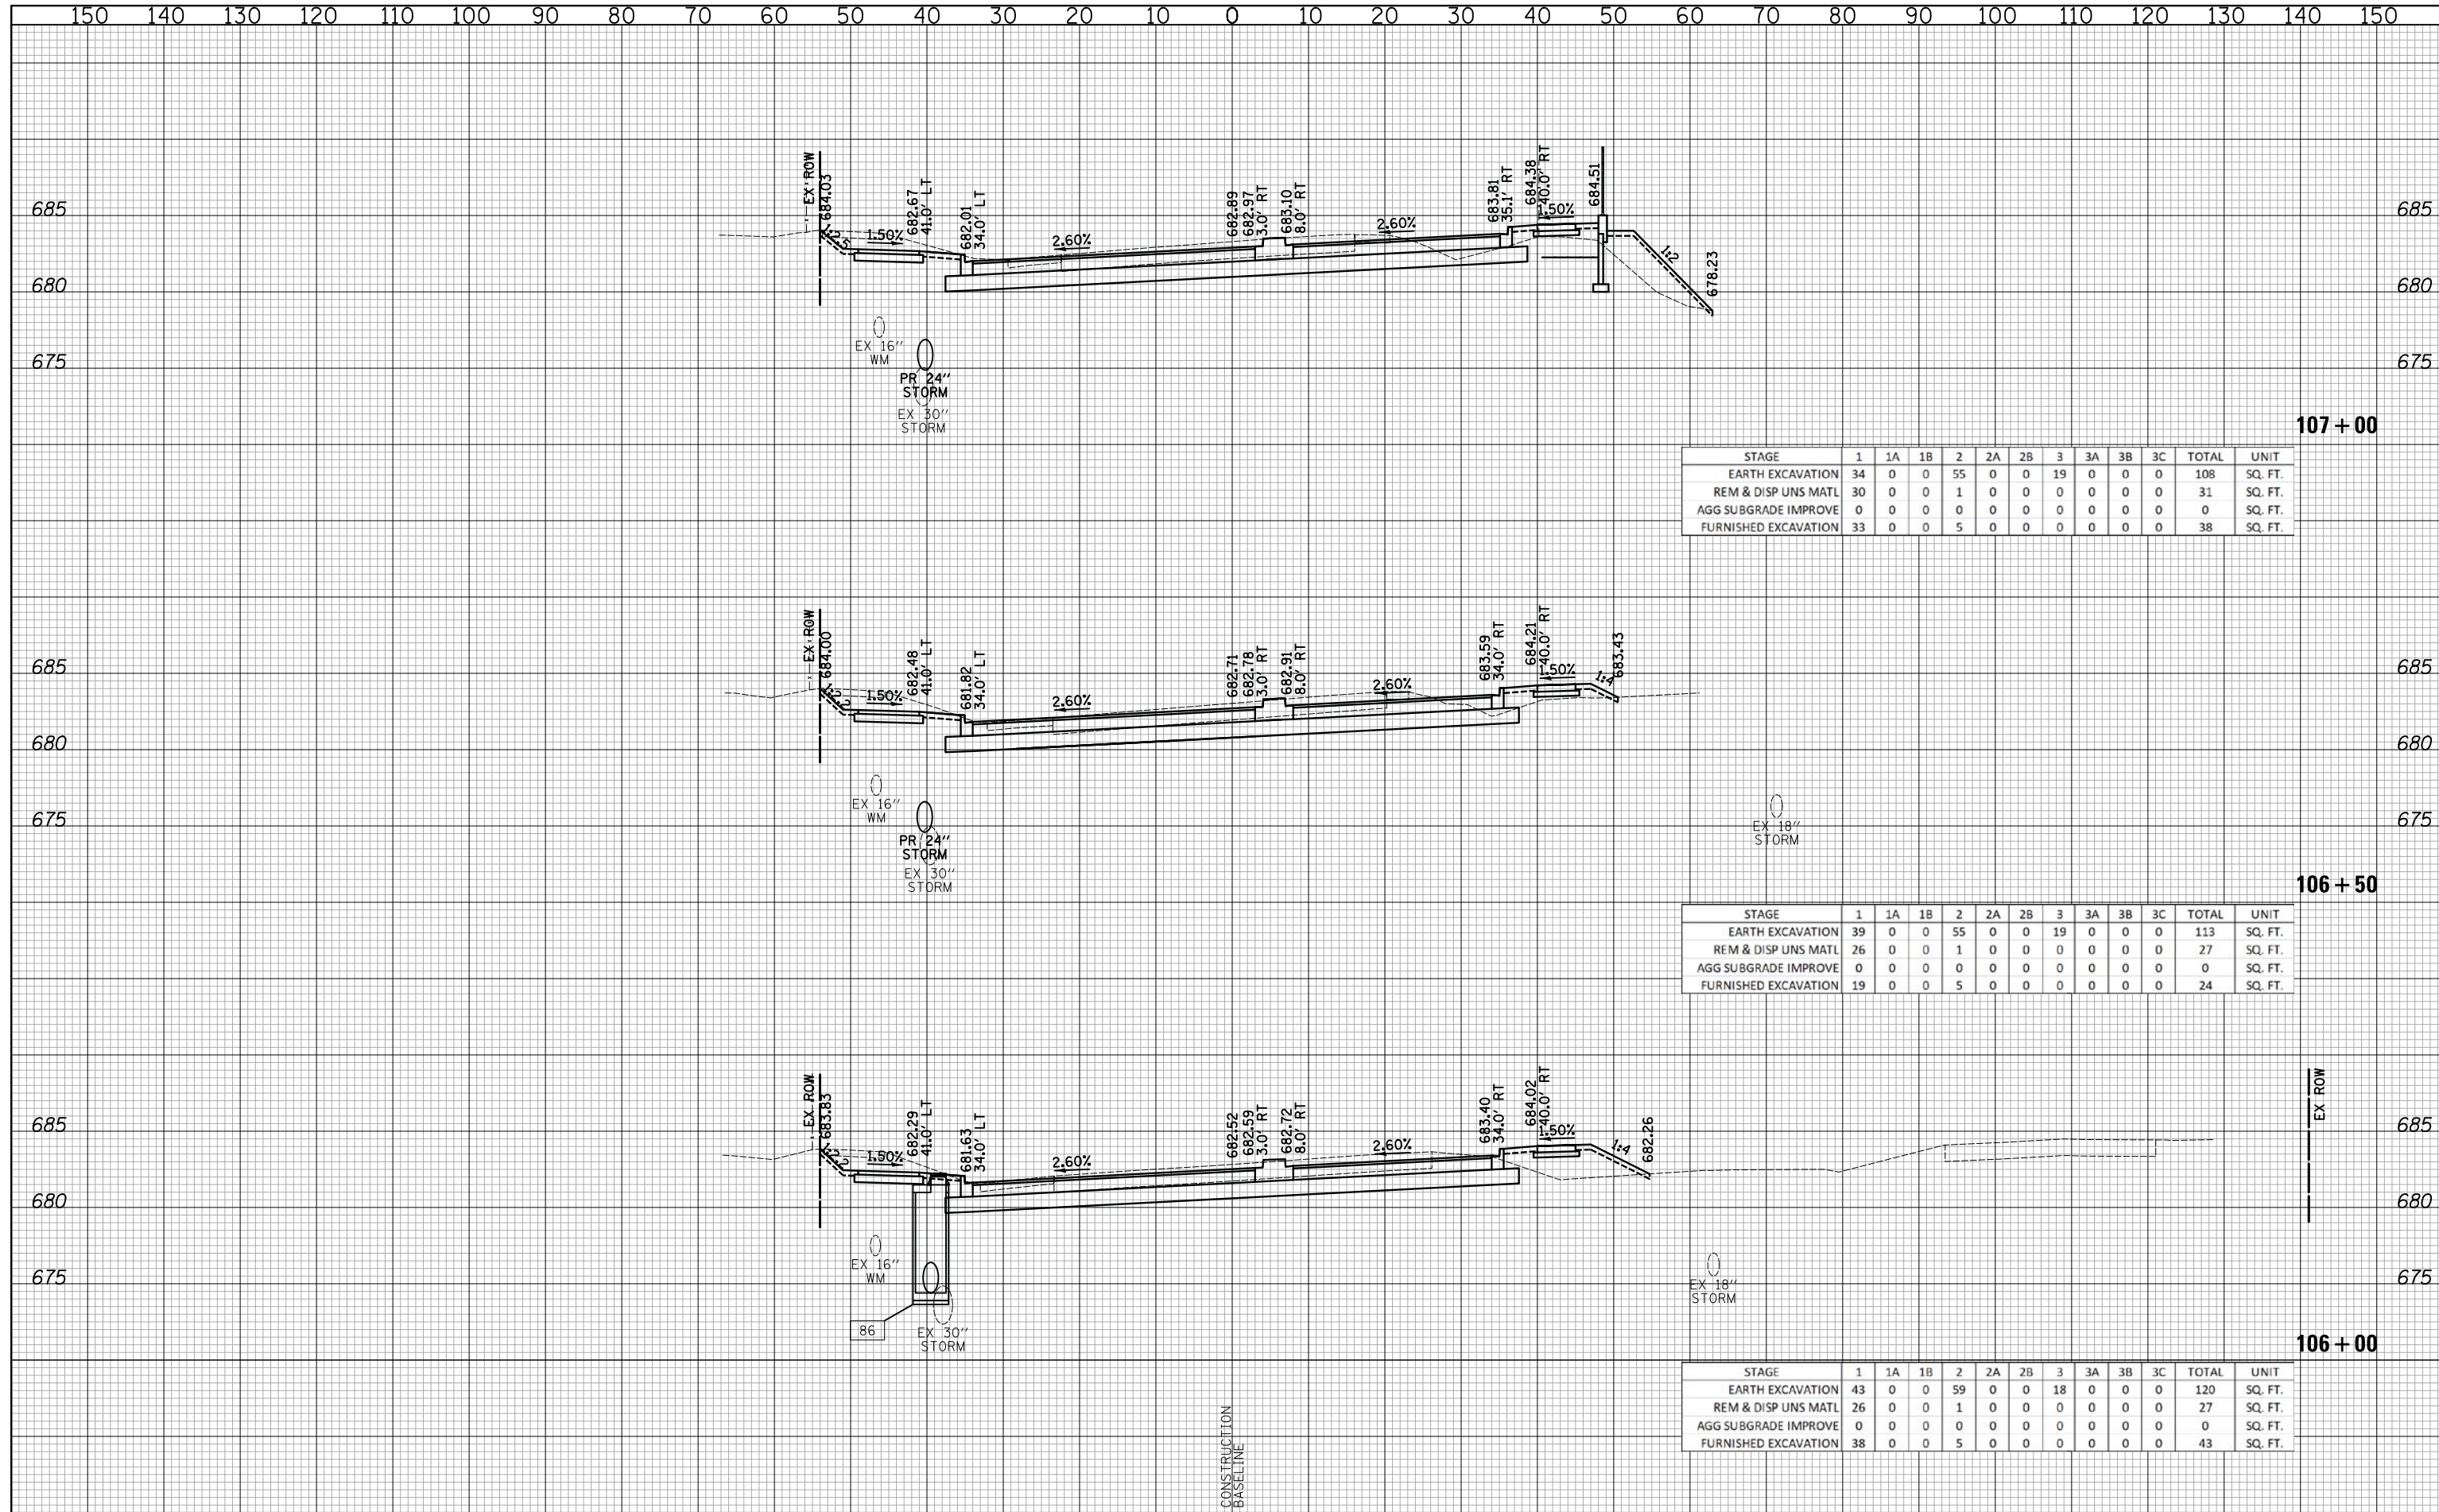 150 140 130 120 110 100 90 80 70 60 50 40 30 20 10 0 10 20 30 40 50 60 70 80 90 100 110 120 130 140 150
EX ROW
684.03
682.67
41.0' LT
682.01
34.0' LT
682.89
682.97
3.0' RT
683.10
8.0' RT
683.81
35.1' RT
684.38
40.0' RT
684.51
685 685
1.50% 2.60% 2.60% 1.50%
1:2
678.23
680 680
EX 16"
WM
675 675
PR 24"
STORM
EX 30"
STORM
107+00
STAGE 1 1A 1B 2 2A 2B 3 3A 3B 3C TOTAL UNIT
EARTH EXCAVATION 34 0 0 55 0 0 19 0 0 0 108 SQ. FT.
REM & DISP UNS MATL 30 0 0 1 0 0 0 0 0 0 31 SQ. FT.
AGG SUBGRADE IMPROVE 0 0 0 0 0 0 0 0 0 0 0 SQ. FT.
FURNISHED EXCAVATION 33 0 0 5 0 0 0 0 0 0 38 SQ. FT.
EX ROW
684.00
682.48
41.0' LT
681.82
34.0' LT
682.71
682.78
3.0' RT
682.91
8.0' RT
683.59
34.0' RT
684.21
40.0' RT
683.43
685 685
1.50% 2.60% 2.60% 1.50%
1:4
680 680
EX 16"
WM
675 675
PR 24"
STORM
EX 30"
STORM
EX 18"
STORM
106+50
STAGE 1 1A 1B 2 2A 2B 3 3A 3B 3C TOTAL UNIT
EARTH EXCAVATION 39 0 0 55 0 0 19 0 0 0 113 SQ. FT.
REM & DISP UNS MATL 26 0 0 1 0 0 0 0 0 0 27 SQ. FT.
AGG SUBGRADE IMPROVE 0 0 0 0 0 0 0 0 0 0 0 SQ. FT.
FURNISHED EXCAVATION 19 0 0 5 0 0 0 0 0 0 24 SQ. FT.
EX ROW
683.83
682.29
41.0' LT
681.63
34.0' LT
682.52
682.59
3.0' RT
682.72
8.0' RT
683.40
34.0' RT
684.02
40.0' RT
682.26
EX ROW
685 685
1.50% 2.60% 2.60% 1.50%
1:4
680 680
EX 16"
WM
675 675
86
EX 30"
STORM
EX 18"
STORM
106+00
STAGE 1 1A 1B 2 2A 2B 3 3A 3B 3C TOTAL UNIT
EARTH EXCAVATION 43 0 0 59 0 0 18 0 0 0 120 SQ. FT.
REM & DISP UNS MATL 26 0 0 1 0 0 0 0 0 0 27 SQ. FT.
AGG SUBGRADE IMPROVE 0 0 0 0 0 0 0 0 0 0 0 SQ. FT.
FURNISHED EXCAVATION 38 0 0 5 0 0 0 0 0 0 43 SQ. FT.
CONSTRUCTION
BASELINE